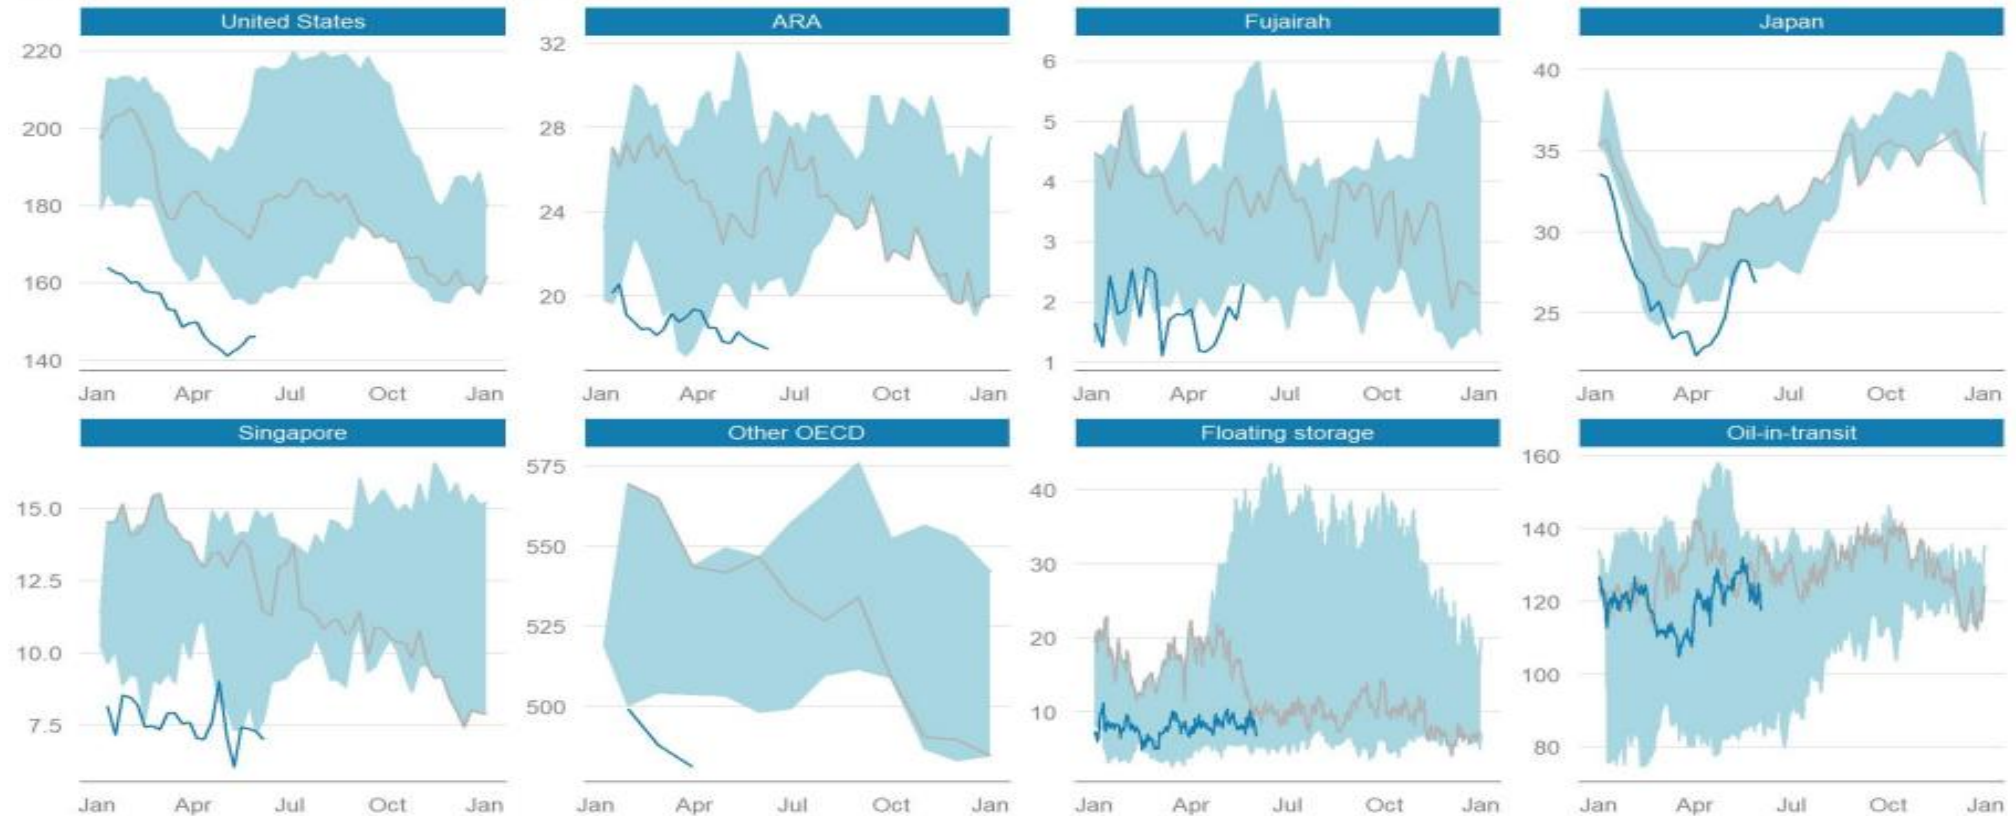 United States
220
200
180
160
140
Jan Apr Jul Oct Jan
ARA
32
28
24
20
Jan Apr Jul Oct Jan
Fujairah
6
5
4
3
2
1
Jan Apr Jul Oct Jan
Japan
40
35
30
25
Jan Apr Jul Oct Jan
Singapore
15.0
12.5
10.0
7.5
Jan Apr Jul Oct Jan
Other OECD
575
550
525
500
Jan Apr Jul Oct Jan
Floating storage
40
30
20
10
Jan Apr Jul Oct Jan
Oil-in-transit
160
140
120
100
80
Jan Apr Jul Oct Jan